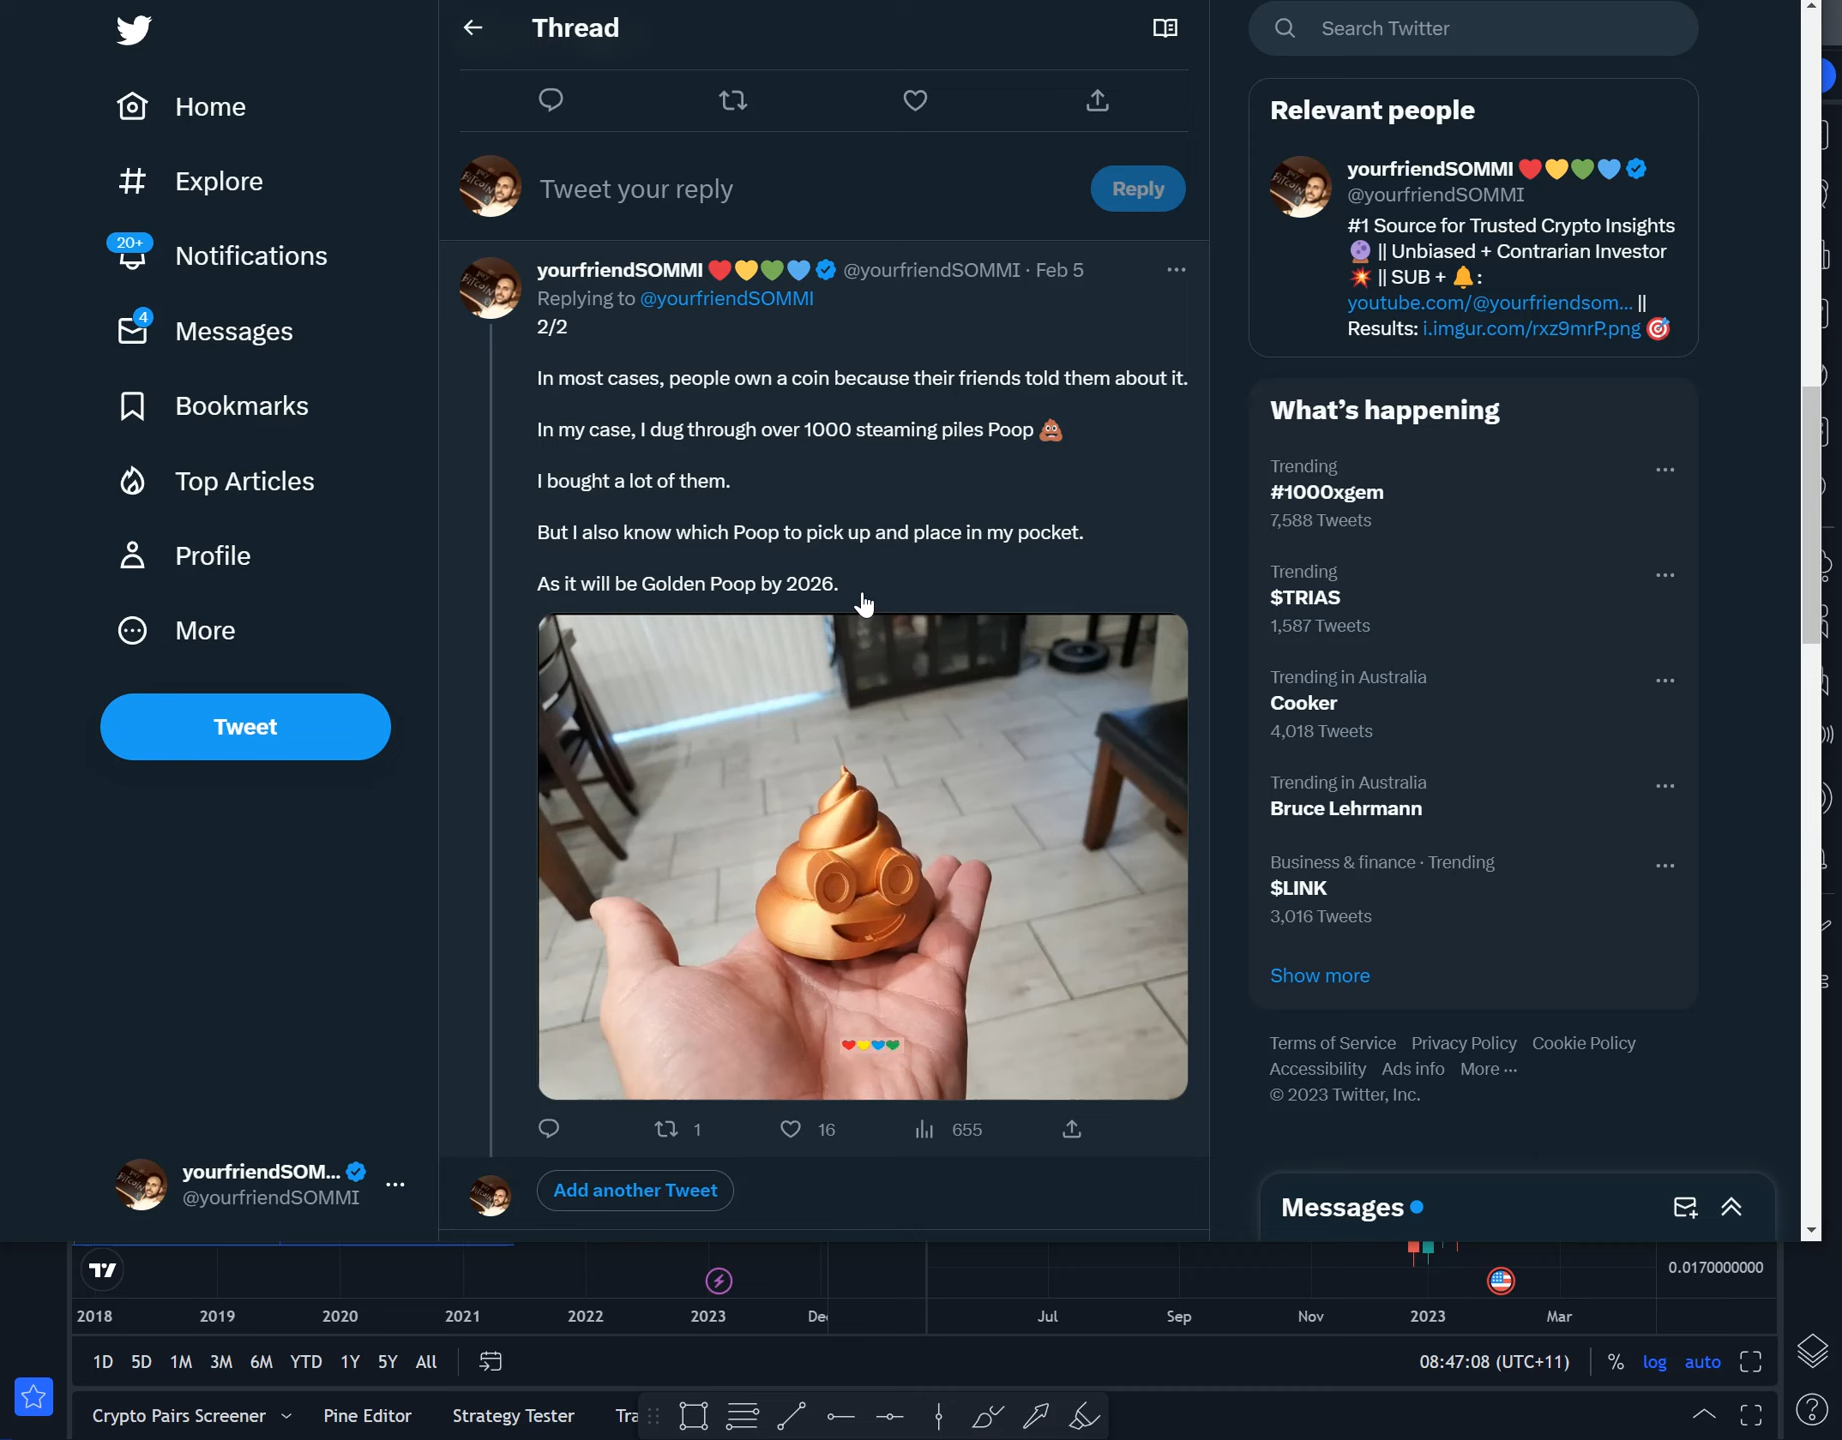 Home
Explore
20+
Notifications
4
Messages
Bookmarks
Top Articles
Profile
More
Tweet
yourfriendSOM...
@yourfriendSOMMI
Thread
Tweet your reply
Reply
yourfriendSOMMI ❤️💛💚💙 @yourfriendSOMMI · Feb 5
Replying to @yourfriendSOMMI
2/2
In most cases, people own a coin because their friends told them about it.
In my case, I dug through over 1000 steaming piles Poop 💩
I bought a lot of them.
But I also know which Poop to pick up and place in my pocket.
As it will be Golden Poop by 2026.
1
16
655
Add another Tweet
Search Twitter
Relevant people
yourfriendSOMMI ❤️💛💚💙
@yourfriendSOMMI
#1 Source for Trusted Crypto Insights
🔮 || Unbiased + Contrarian Investor
💥 || SUB + 🔔:
youtube.com/@yourfriendsom... ||
Results: i.imgur.com/rxz9mrP.png 🎯
What's happening
Trending
#1000xgem
7,588 Tweets
Trending
$TRIAS
1,587 Tweets
Trending in Australia
Cooker
4,018 Tweets
Trending in Australia
Bruce Lehrmann
Business & finance · Trending
$LINK
3,016 Tweets
Show more
Terms of Service Privacy Policy Cookie Policy
Accessibility Ads info More ···
© 2023 Twitter, Inc.
Messages
0.0170000000
2018 2019 2020 2021 2022 2023 Dec Jul Sep Nov 2023 Mar
1D 5D 1M 3M 6M YTD 1Y 5Y All 08:47:08 (UTC+11) % log auto
Crypto Pairs Screener Pine Editor Strategy Tester Tra